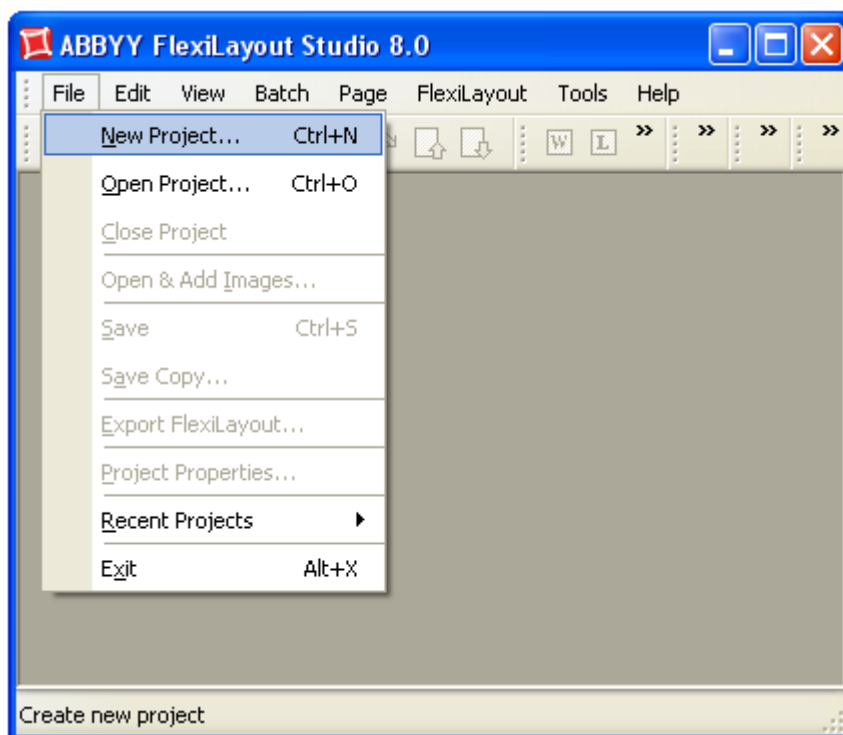 ABBYY FlexiLayout Studio 8.0
File Edit View Batch Page FlexiLayout Tools Help
New Project... Ctrl+N
W L » » » »
Open Project... Ctrl+O
Close Project
Open & Add Images...
Save Ctrl+S
Save Copy...
Export FlexiLayout...
Project Properties...
Recent Projects
Exit Alt+X
Create new project